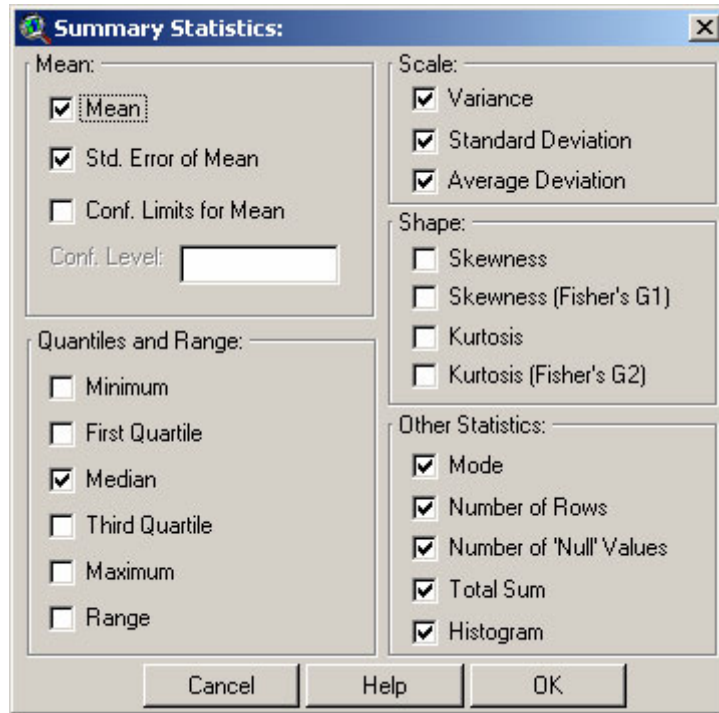 Summary Statistics:
Mean:
Mean
Std. Error of Mean
Conf. Limits for Mean
Conf. Level:
Quantiles and Range:
Minimum
First Quartile
Median
Third Quartile
Maximum
Range
Scale:
Variance
Standard Deviation
Average Deviation
Shape:
Skewness
Skewness (Fisher's G1)
Kurtosis
Kurtosis (Fisher's G2)
Other Statistics:
Mode
Number of Rows
Number of 'Null' Values
Total Sum
Histogram
Cancel
Help
OK